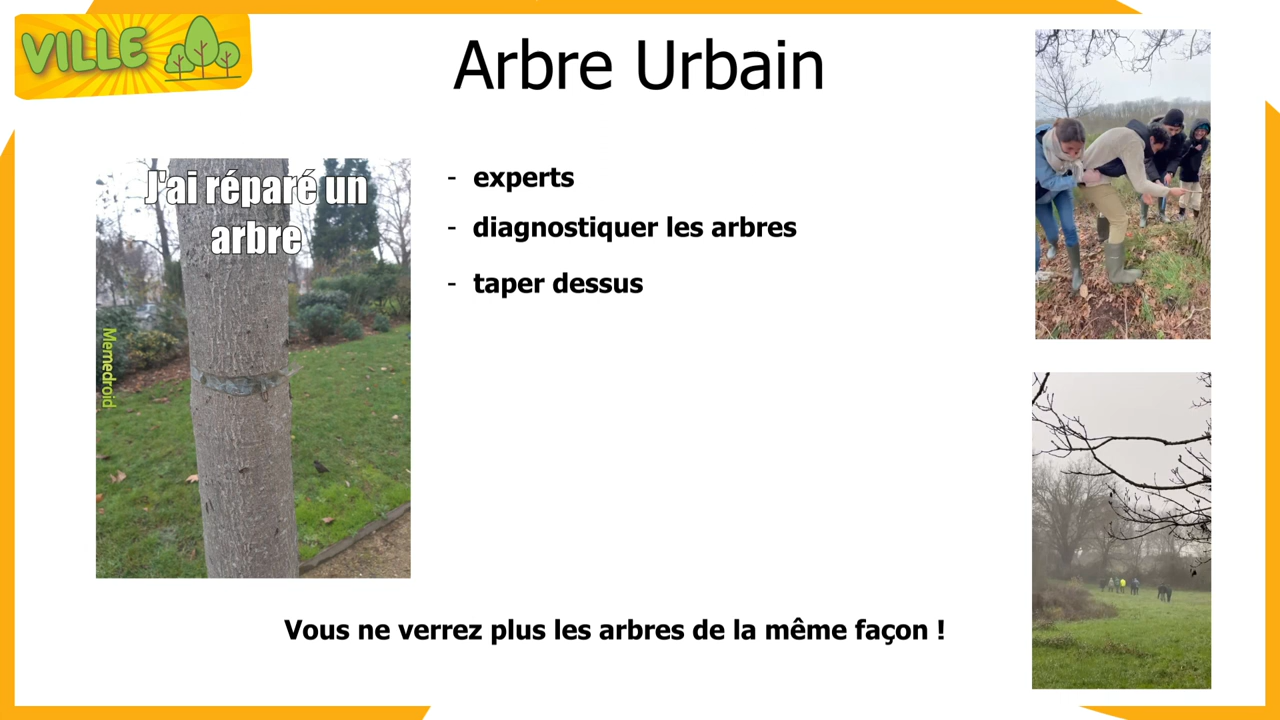 VILLE
Arbre Urbain
J'ai réparé un
arbre
Memedroid
- experts
- diagnostiquer les arbres
- taper dessus
Vous ne verrez plus les arbres de la même façon !